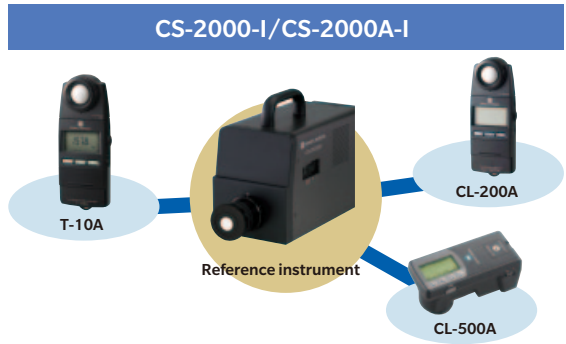 CS-2000-I/CS-2000A-I
T-10A
CL-200A
Reference instrument
CL-500A